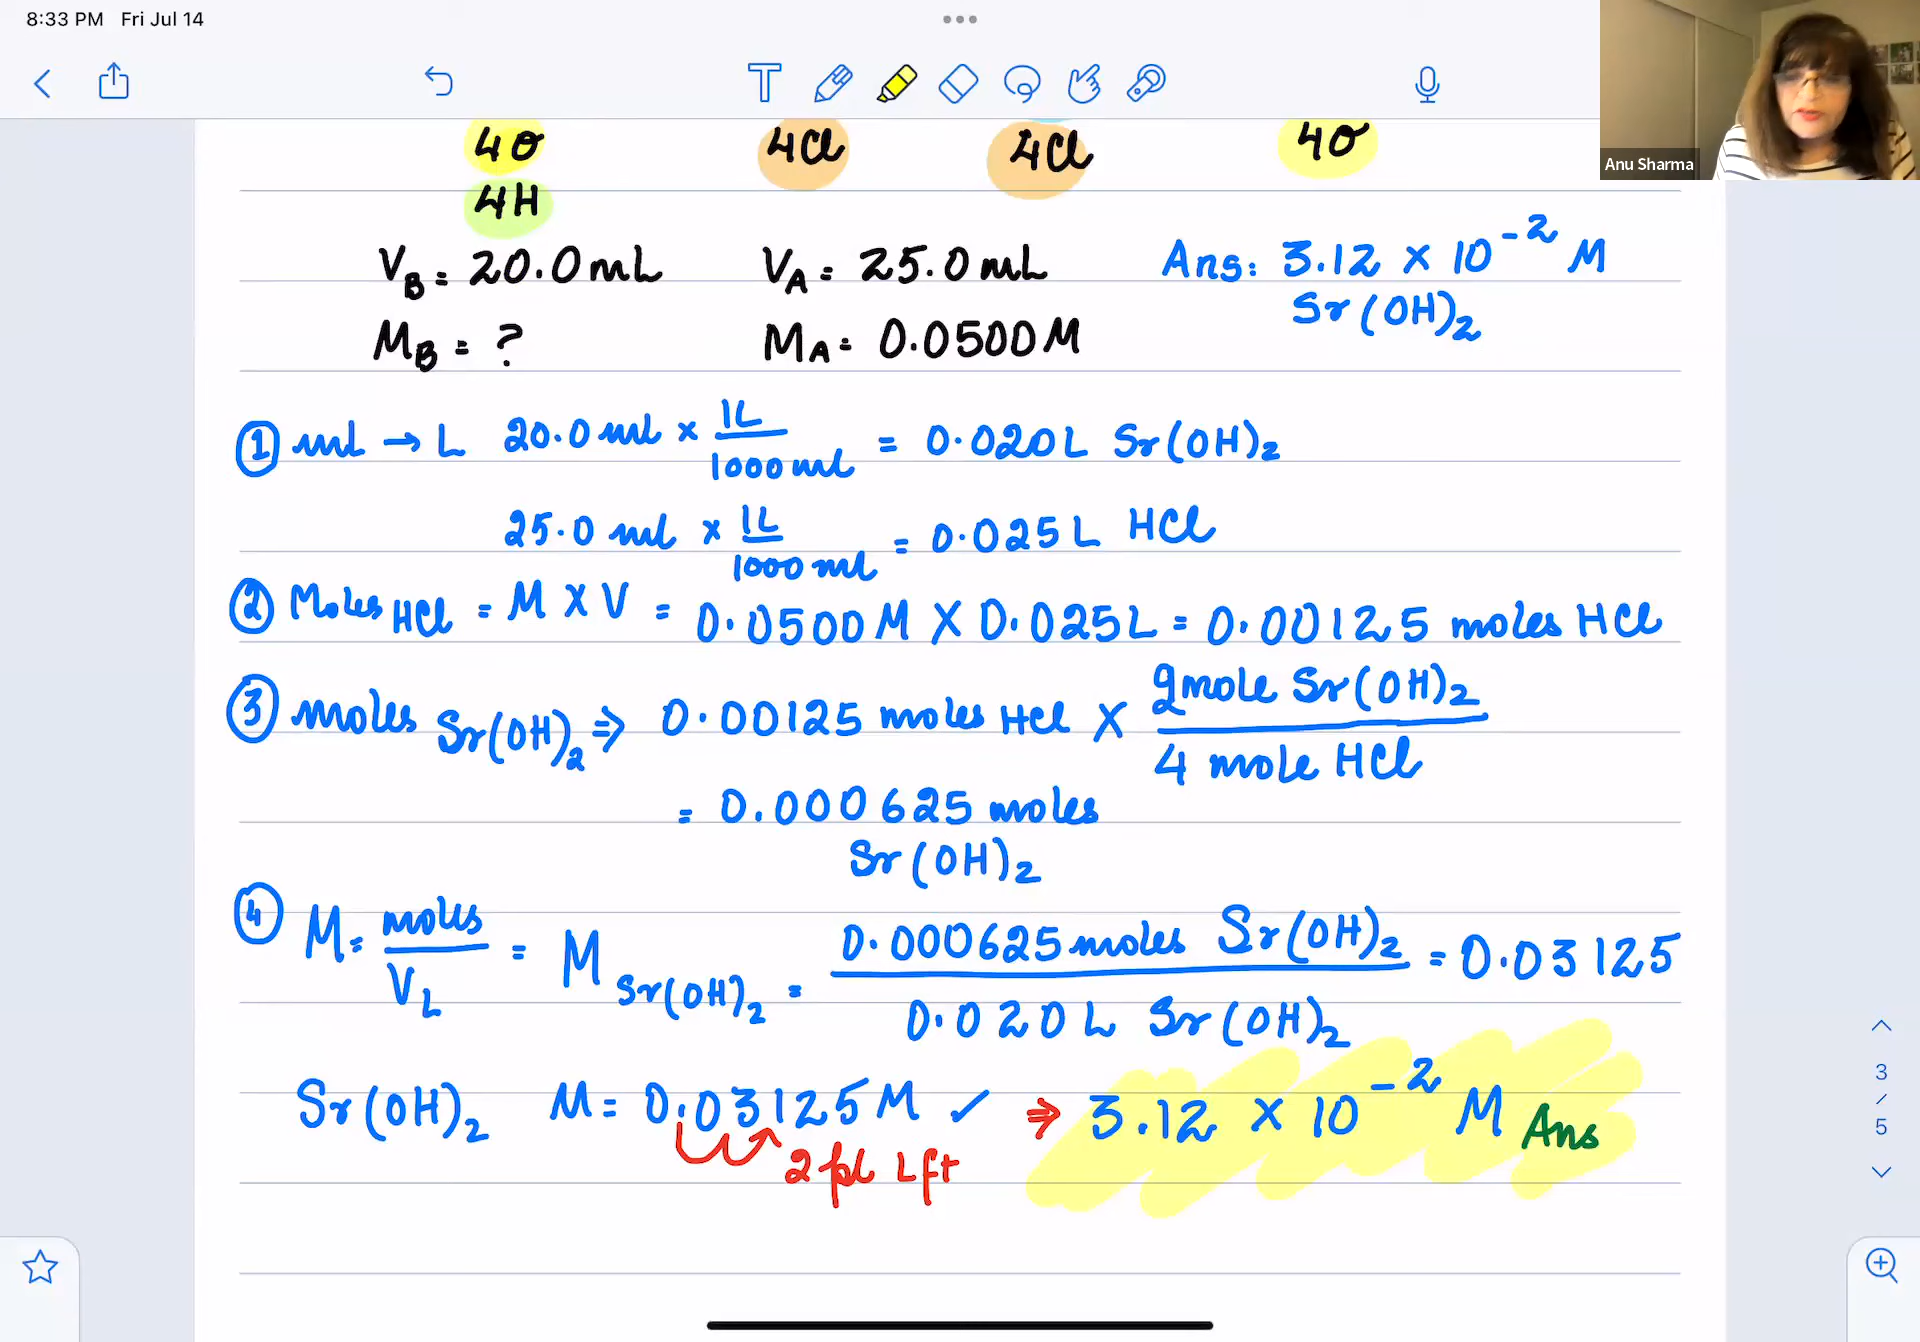 8:33 PM Fri Jul 14
T
Anu Sharma
4O 4Cl 4Cl 4O
4H
V_B = 20.0 mL V_A = 25.0 mL Ans: 3.12 × 10⁻² M
Sr(OH)₂
M_B = ? M_A = 0.0500 M
① ml → L 20.0 ml × 1L/1000 ml = 0.020 L Sr(OH)₂
25.0 ml × 1L/1000 ml = 0.025 L HCl
② Moles HCl = M X V = 0.0500 M X 0.025 L = 0.00125 moles HCl
③ moles Sr(OH)₂ ⇒ 0.00125 moles HCl X 2 mole Sr(OH)₂/4 mole HCl
= 0.000625 moles
Sr(OH)₂
④ M = moles/V_L = M Sr(OH)₂ = 0.000625 moles Sr(OH)₂/0.020 L Sr(OH)₂ = 0.03125
Sr(OH)₂ M = 0.03125 M ✓ ⇒ 3.12 × 10⁻² M Ans
2 pl Lft
3
/
5